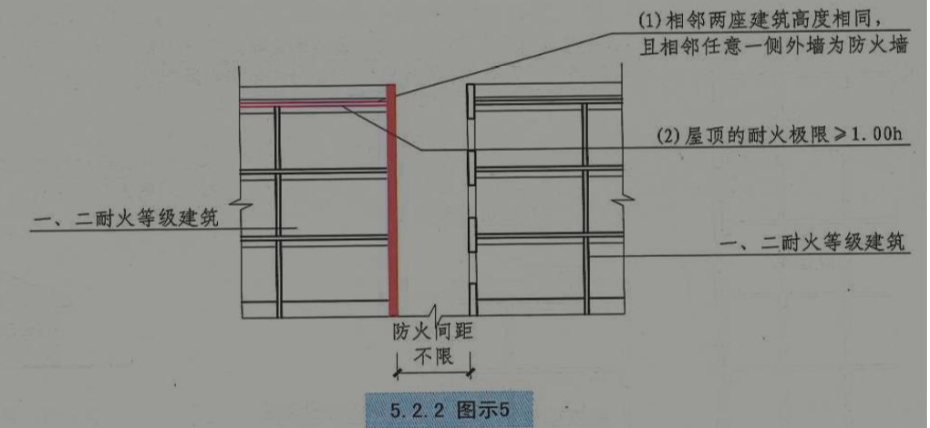 (1)相邻两座建筑高度相同,
且相邻任意一侧外墙为防火墙
(2)屋顶的耐火极限≥1.00h
一、二耐火等级建筑
一、二耐火等级建筑
防火间距
不限
5.2.2 图示5